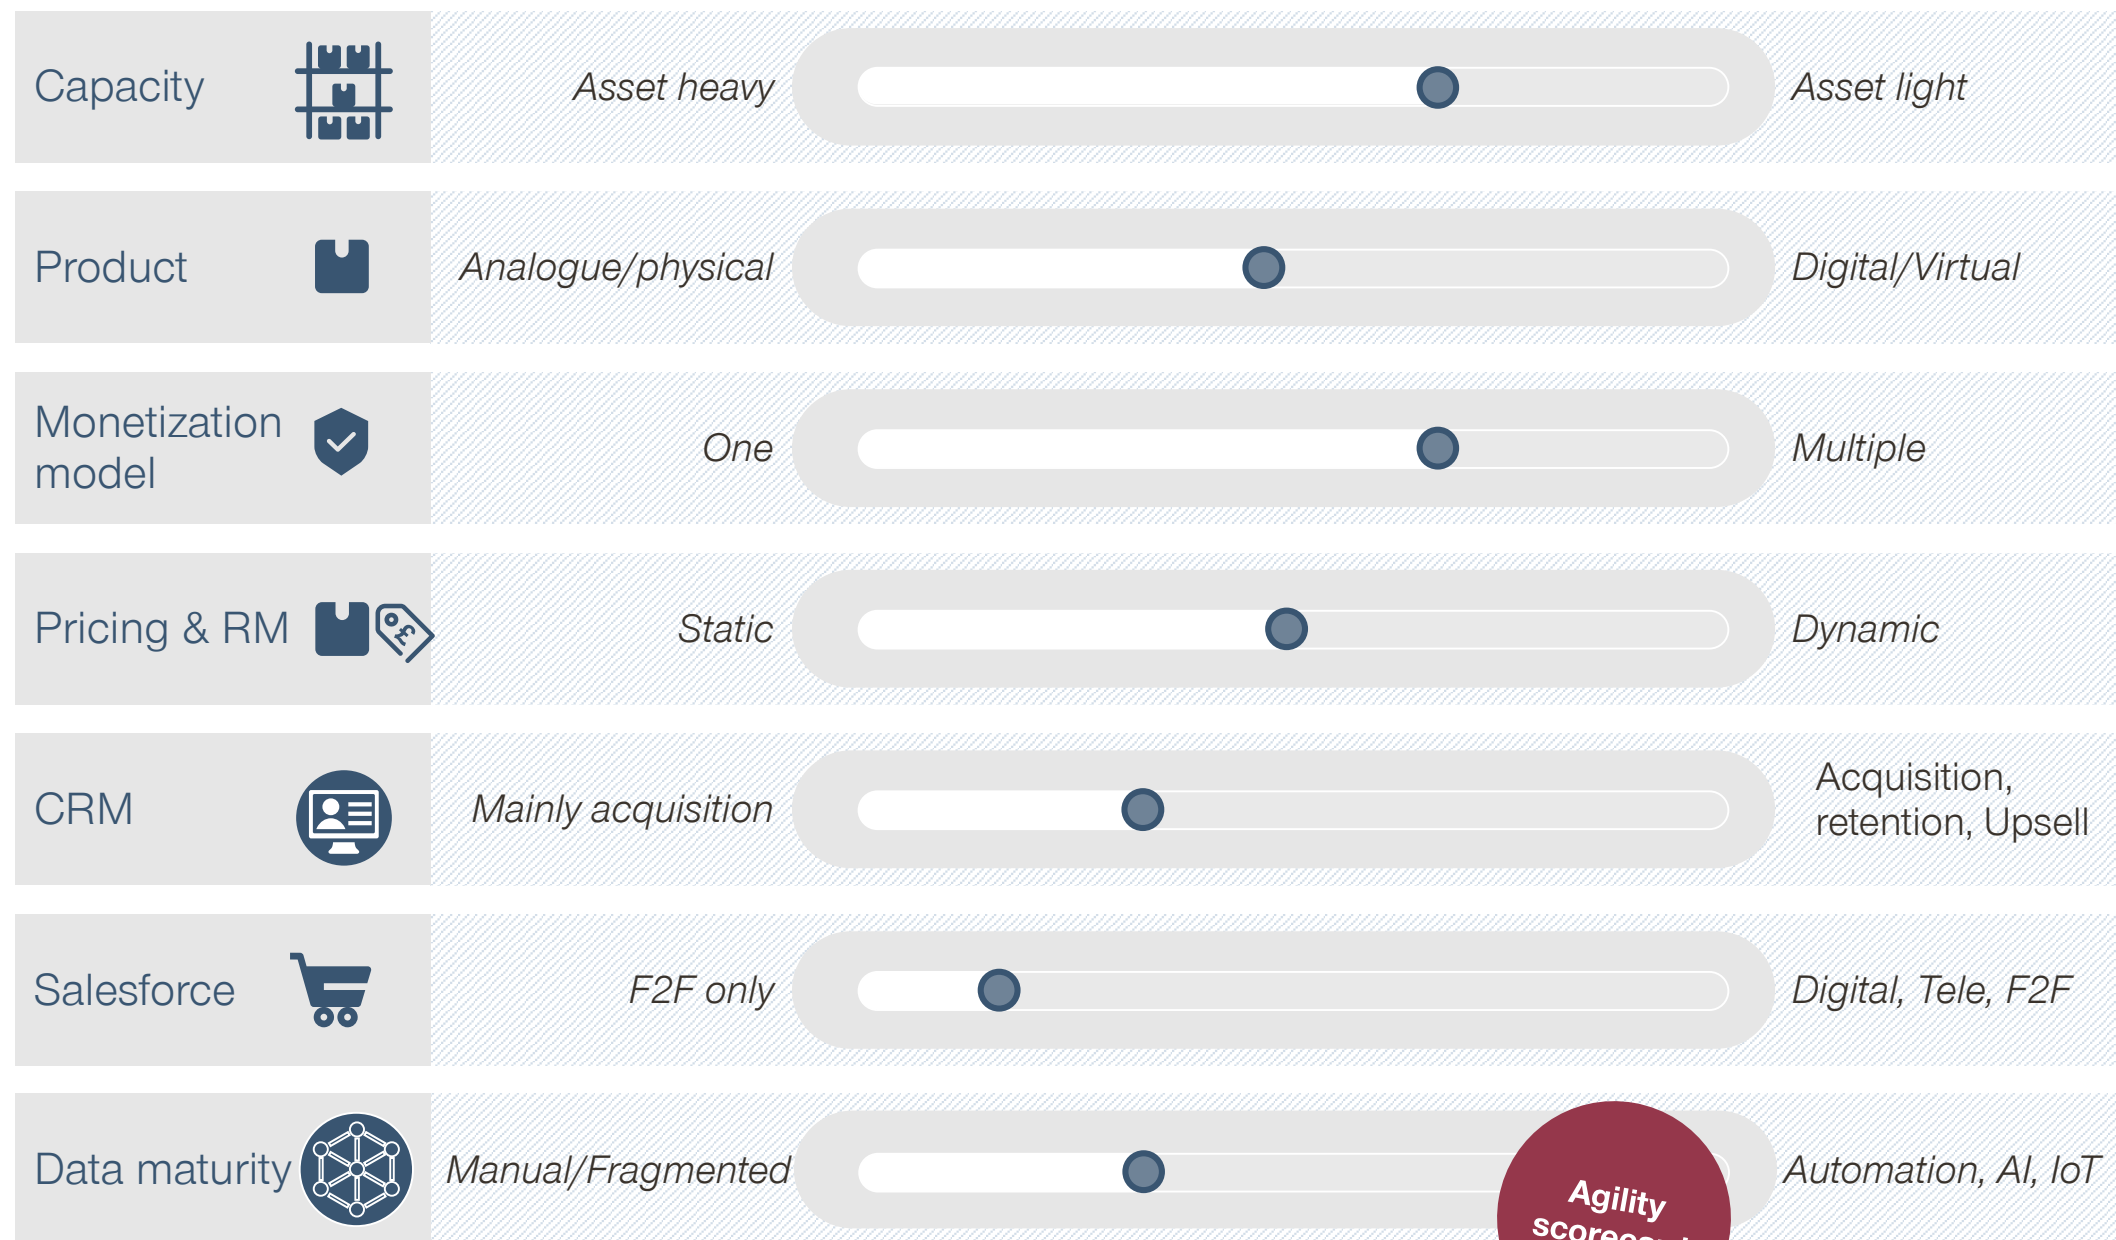 Capacity
Asset heavy
Asset light
Product
Analogue/physical
Digital/Virtual
Monetization
model
One
Multiple
Pricing & RM
£
Static
Dynamic
CRM
Mainly acquisition
Acquisition,
retention, Upsell
Salesforce
F2F only
Digital, Tele, F2F
Data maturity
Manual/Fragmented
Automation, AI, IoT
Agility